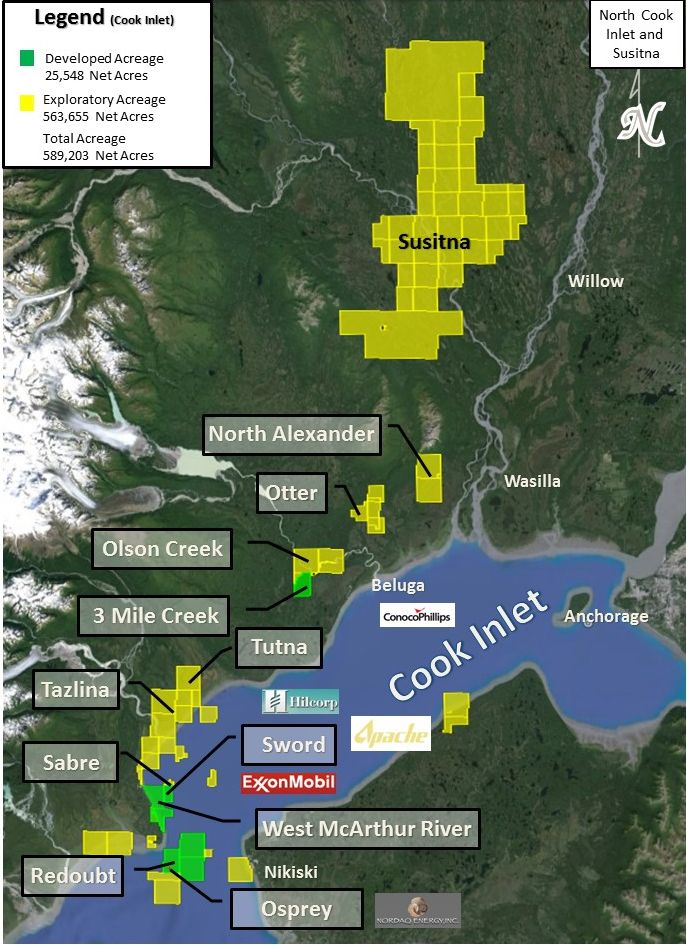 Legend (Cook Inlet)
Developed Acreage
25,548 Net Acres
Exploratory Acreage
563,655 Net Acres
Total Acreage
589,203 Net Acres
North Cook
Inlet and
Susitna
N
Susitna
Willow
North Alexander
Wasilla
Otter
Olson Creek
Beluga
3 Mile Creek
ConocoPhillips
Anchorage
Cook Inlet
Tutna
Tazlina
Hilcorp
Apache
Sword
Sabre
ExxonMobil
West McArthur River
Redoubt
Nikiski
Osprey
NORDAQ ENERGY, INC.